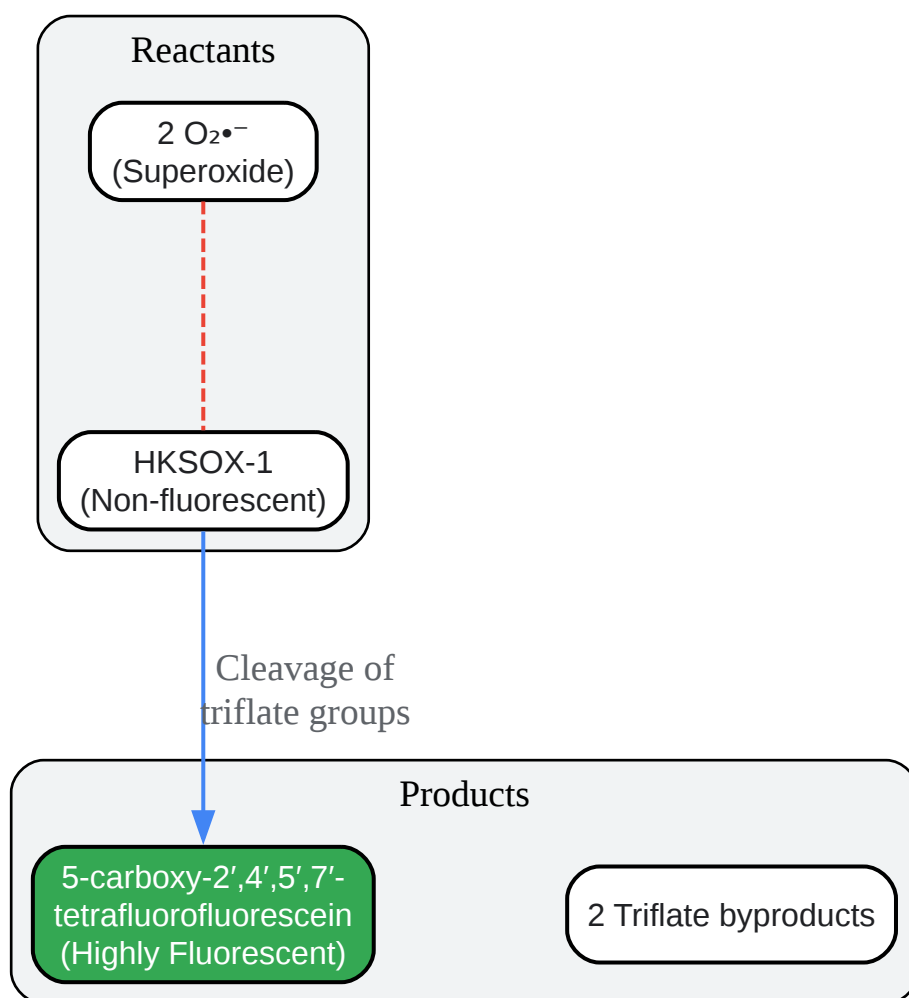 Reactants
2 O₂•⁻
(Superoxide)
HKSOX-1
(Non-fluorescent)
Cleavage of
triflate groups
Products
5-carboxy-2′,4′,5′,7′-
tetrafluorofluorescein
(Highly Fluorescent)
2 Triflate byproducts